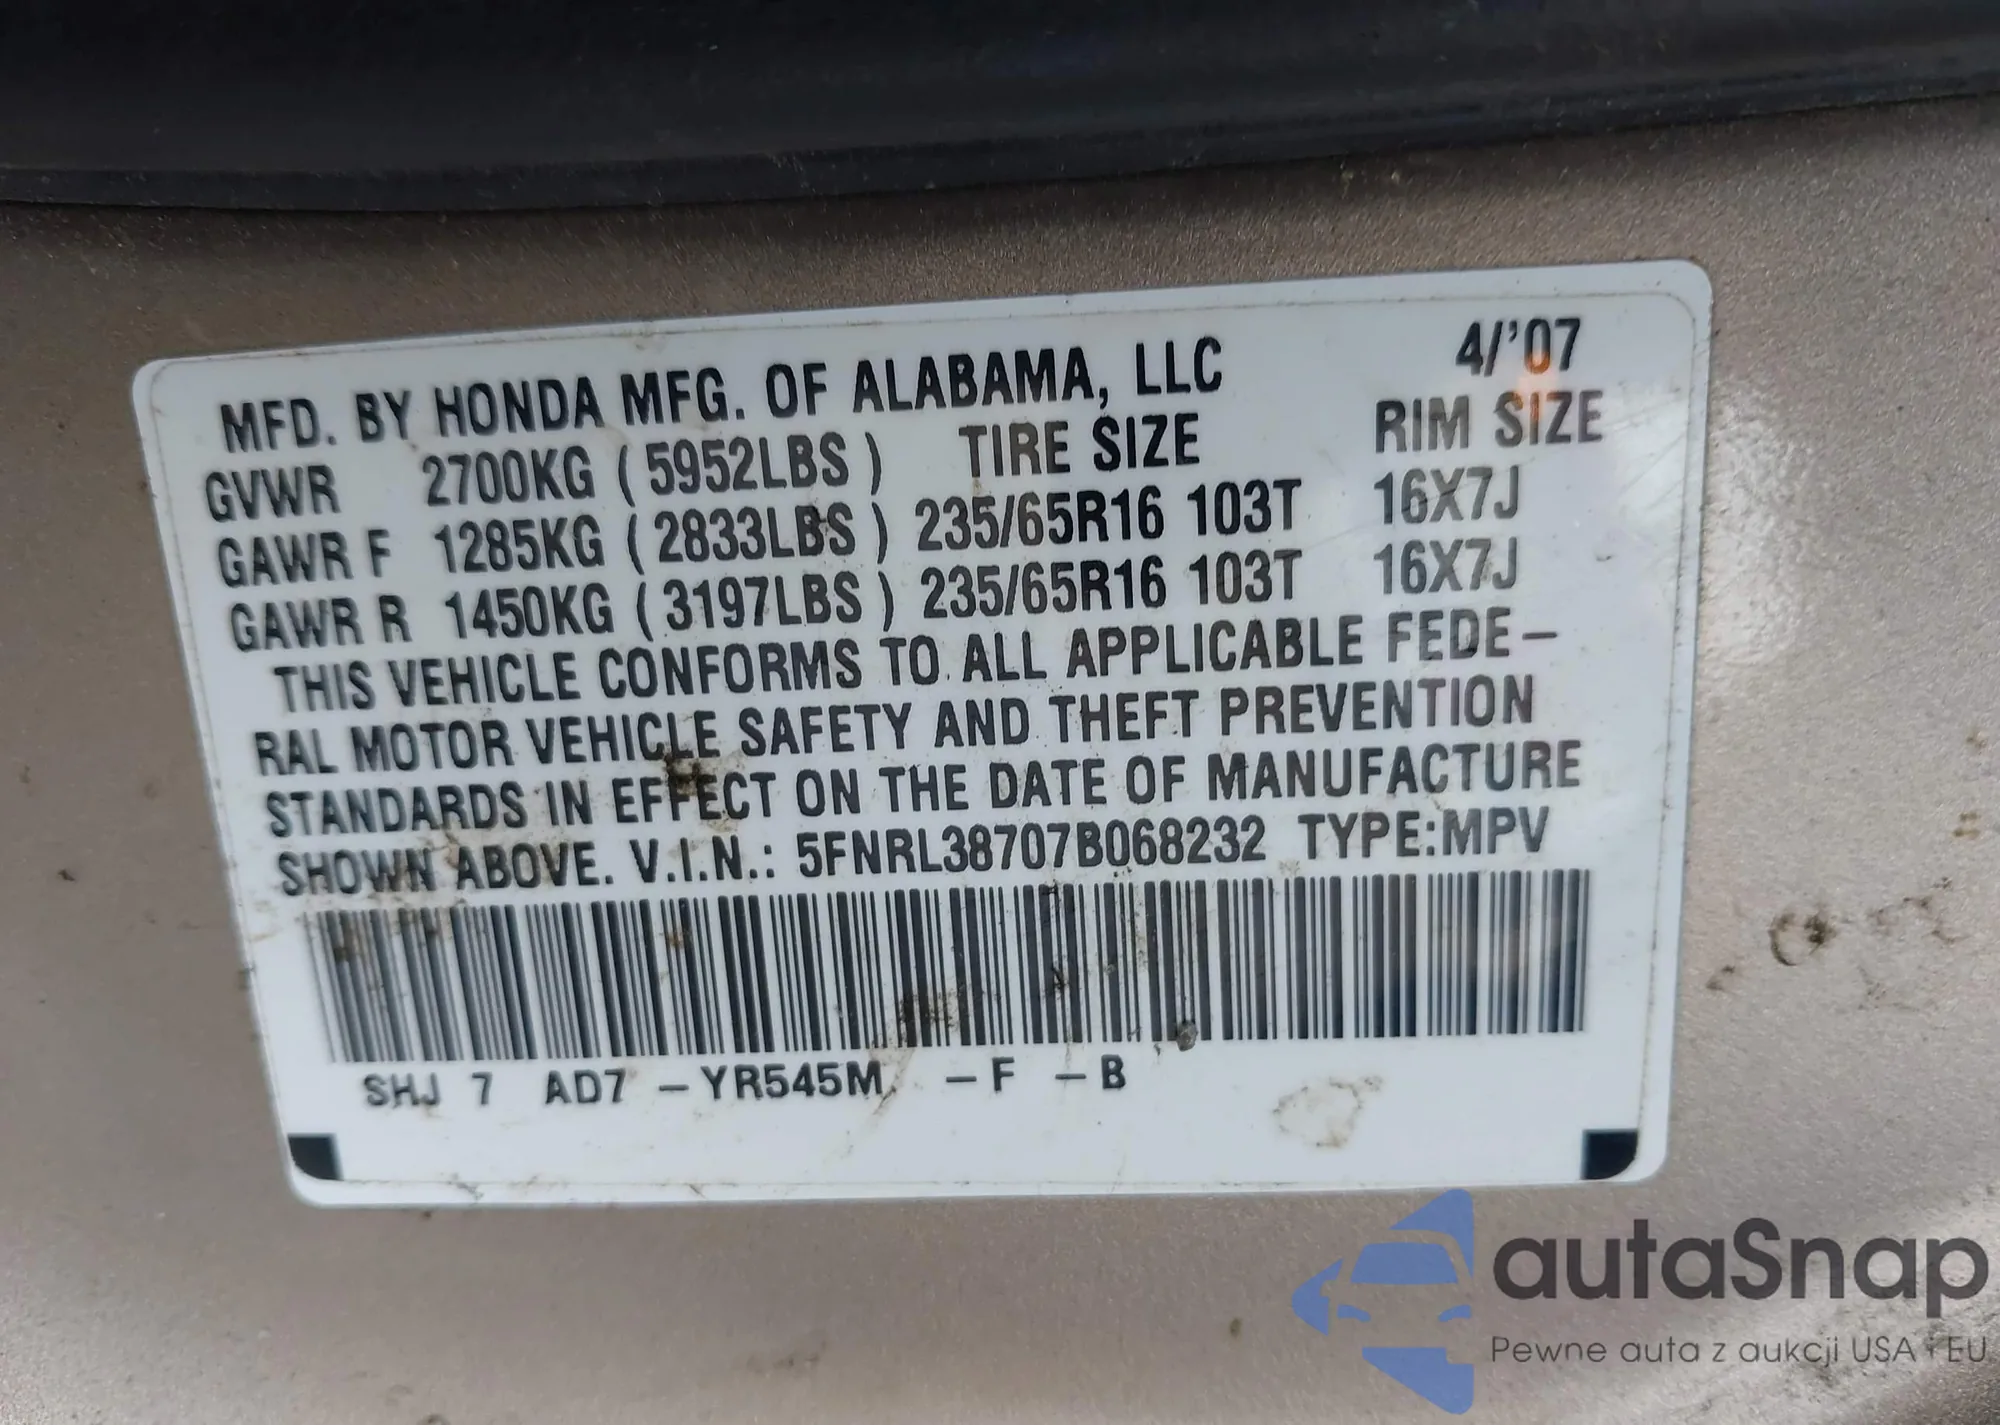 MFD. BY HONDA MFG. OF ALABAMA, LLC 4/'07
GVWR 2700KG ( 5952LBS ) TIRE SIZE RIM SIZE
GAWR F 1285KG ( 2833LBS ) 235/65R16 103T 16X7J
GAWR R 1450KG ( 3197LBS ) 235/65R16 103T 16X7J
THIS VEHICLE CONFORMS TO ALL APPLICABLE FEDE-
RAL MOTOR VEHICLE SAFETY AND THEFT PREVENTION
STANDARDS IN EFFECT ON THE DATE OF MANUFACTURE
SHOWN ABOVE. V.I.N.: 5FNRL38707B068232 TYPE:MPV
SHJ 7 AD7 -YR545M -F -B
autaSnap
Pewne auta z aukcji USA i EU